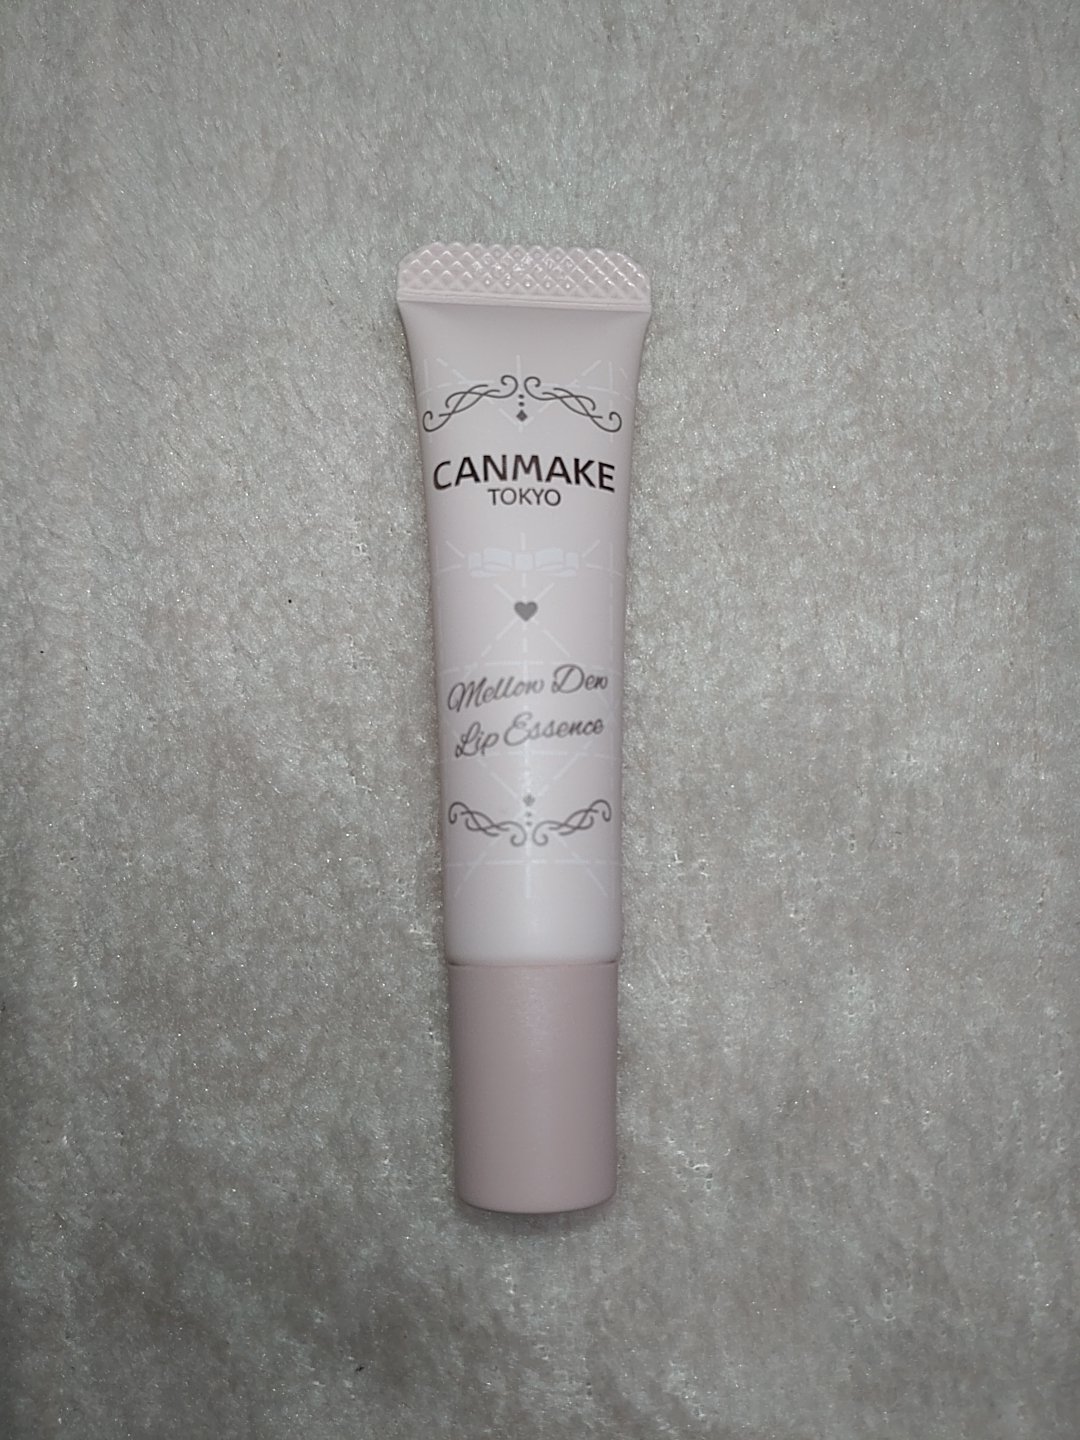 CANMAKE
TOKYO
Mellow Dew
Lip Essence